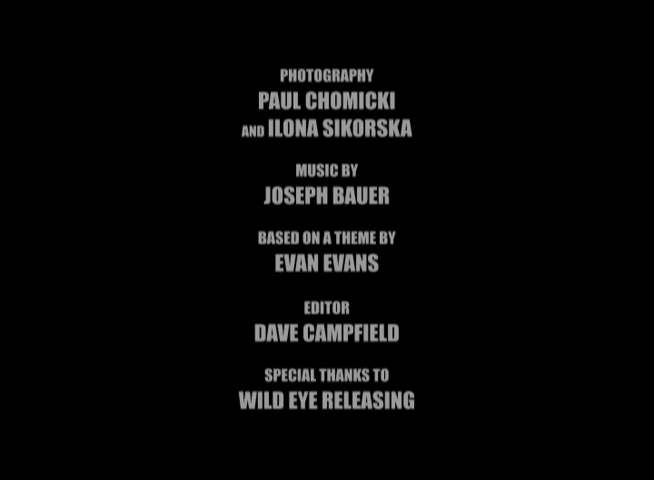 PHOTOGRAPHY
PAUL CHOMICKI
AND ILONA SIKORSKA
MUSIC BY
JOSEPH BAUER
BASED ON A THEME BY
EVAN EVANS
EDITOR
DAVE CAMPFIELD
SPECIAL THANKS TO
WILD EYE RELEASING